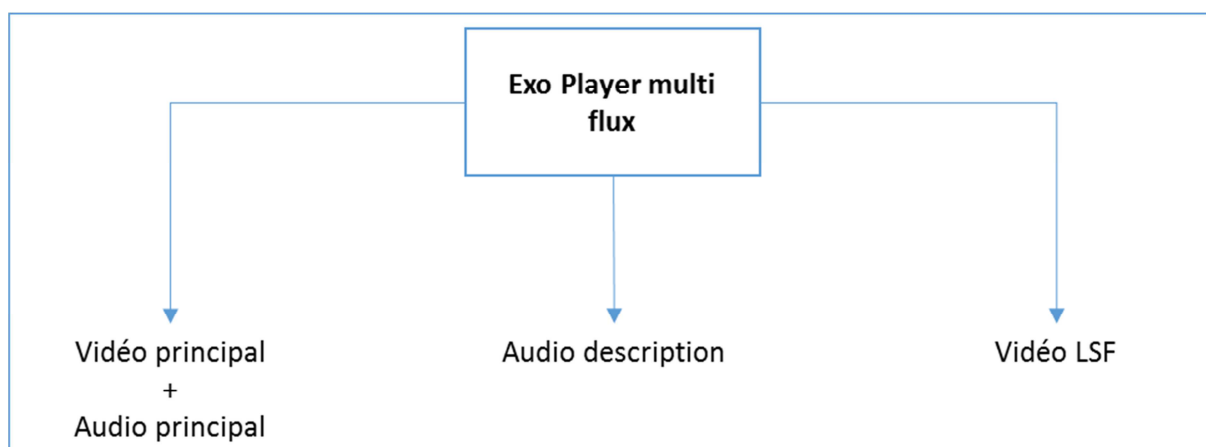 Exo Player multi
flux
Vidéo principal
+
Audio principal
Audio description
Vidéo LSF